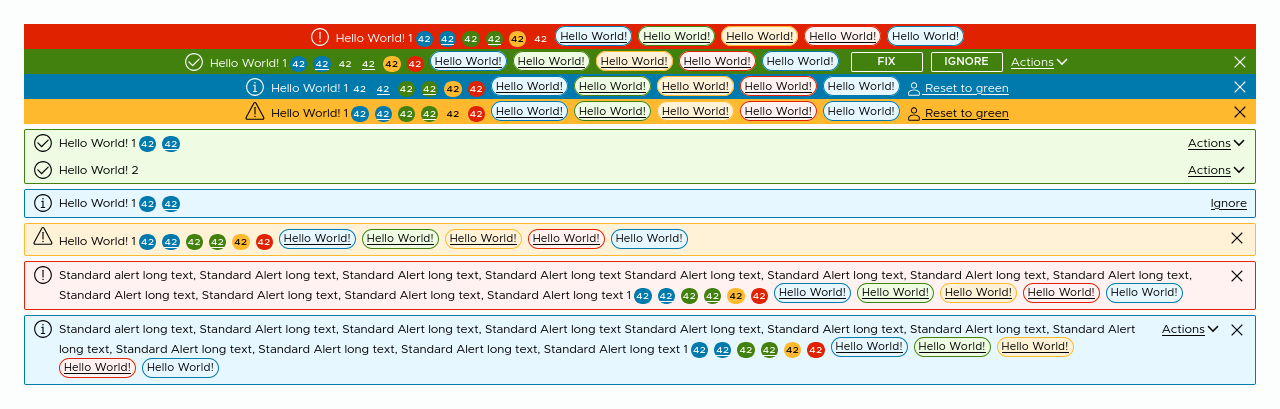 Hello World! 1 42 42 42 42 42 42 Hello World! Hello World! Hello World! Hello World! Hello World!
Hello World! 1 42 42 42 42 42 42 Hello World! Hello World! Hello World! Hello World! Hello World! FIX IGNORE Actions
Hello World! 1 42 42 42 42 42 42 Hello World! Hello World! Hello World! Hello World! Hello World! Reset to green
Hello World! 1 42 42 42 42 42 42 Hello World! Hello World! Hello World! Hello World! Hello World! Reset to green
Hello World! 1 42 42 Actions
Hello World! 2 Actions
Hello World! 1 42 42 Ignore
Hello World! 1 42 42 42 42 42 42 Hello World! Hello World! Hello World! Hello World! Hello World!
Standard alert long text, Standard Alert long text, Standard Alert long text, Standard Alert long text Standard Alert long text, Standard Alert long text, Standard Alert long text,
Standard Alert long text, Standard Alert long text, Standard Alert long text, Standard Alert long text 1 42 42 42 42 42 42 Hello World! Hello World! Hello World! Hello World! Hello World!
Standard alert long text, Standard Alert long text, Standard Alert long text, Standard Alert long text Standard Alert long text, Standard Alert long text, Standard Alert Actions
long text, Standard Alert long text, Standard Alert long text, Standard Alert long text, Standard Alert long text 1 42 42 42 42 42 42 Hello World! Hello World! Hello World!
Hello World! Hello World!